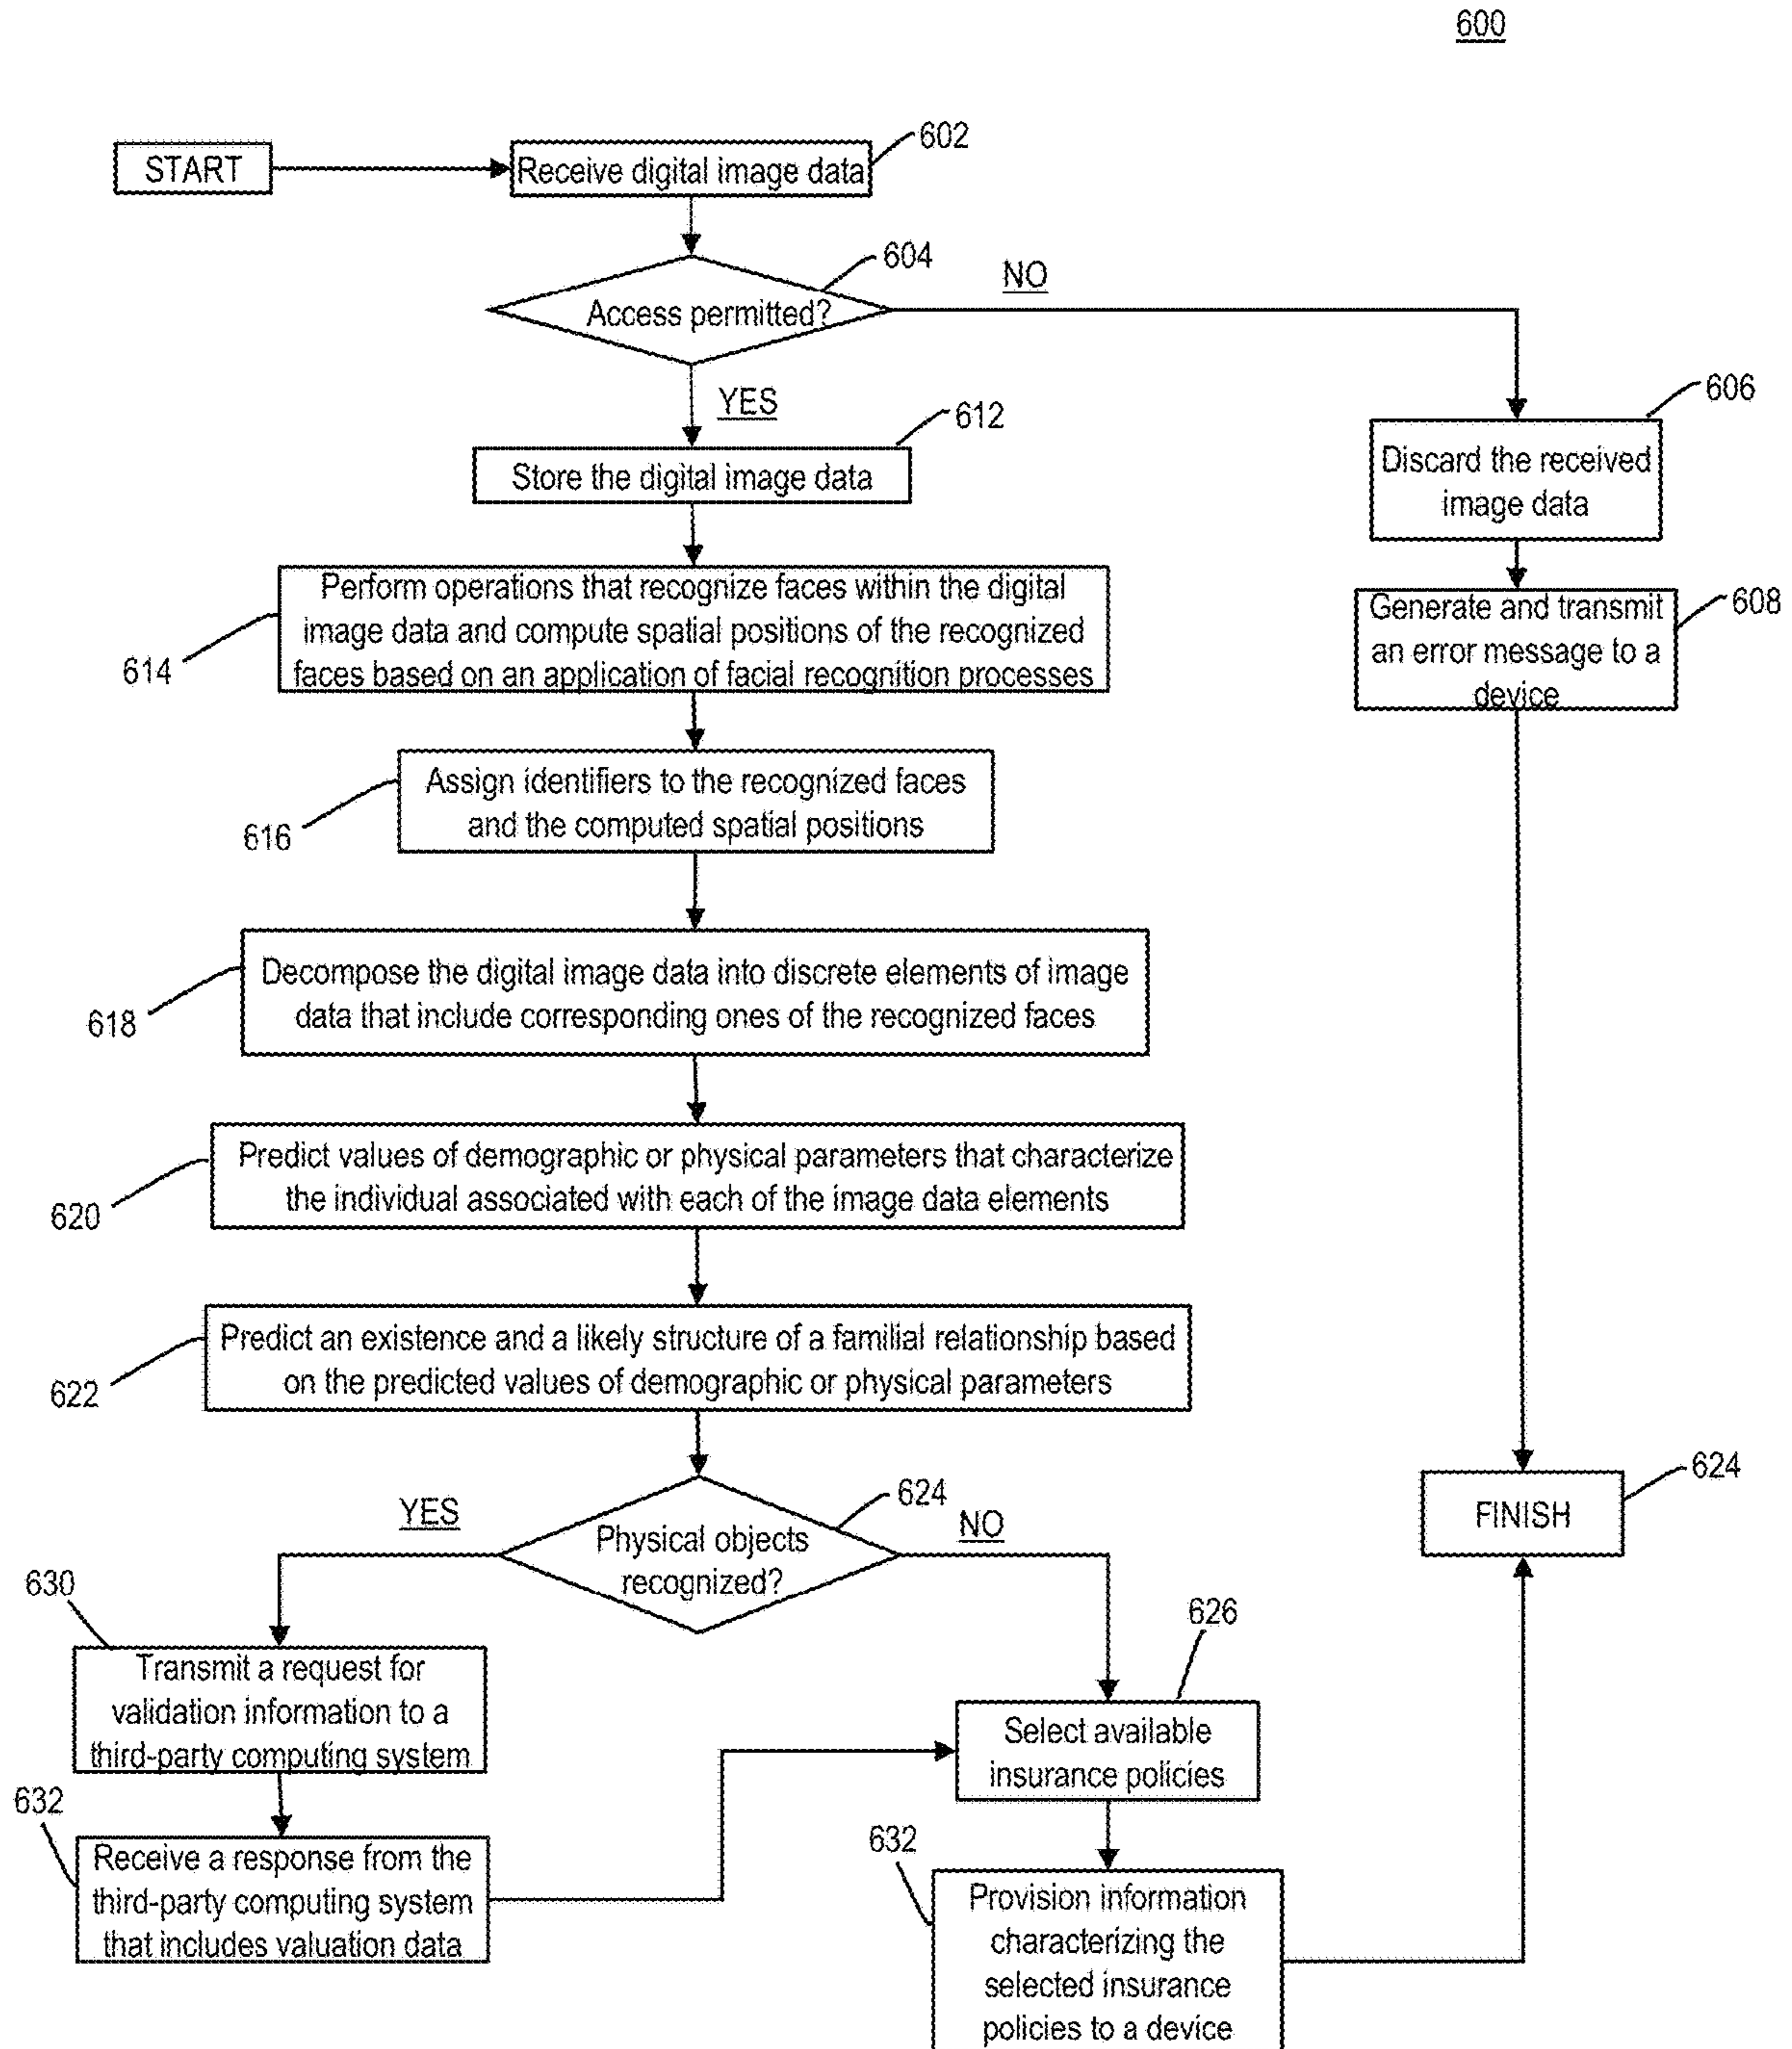 600
START
Receive digital image data
602
Access permitted?
604
NO
YES
606
Discard the received
image data
612
Store the digital image data
Perform operations that recognize faces within the digital
image data and compute spatial positions of the recognized
faces based on an application of facial recognition processes
614
Generate and transmit
an error message to a
device
608
Assign identifiers to the recognized faces
and the computed spatial positions
616
Decompose the digital image data into discrete elements of image
data that include corresponding ones of the recognized faces
618
Predict values of demographic or physical parameters that characterize
the individual associated with each of the image data elements
620
Predict an existence and a likely structure of a familial relationship based
on the predicted values of demographic or physical parameters
622
YES
Physical objects
recognized?
624
NO
FINISH
624
630
Transmit a request for
validation information to a
third-party computing system
626
Select available
insurance policies
632
Receive a response from the
third-party computing system
that includes valuation data
632
Provision information
characterizing the
selected insurance
policies to a device